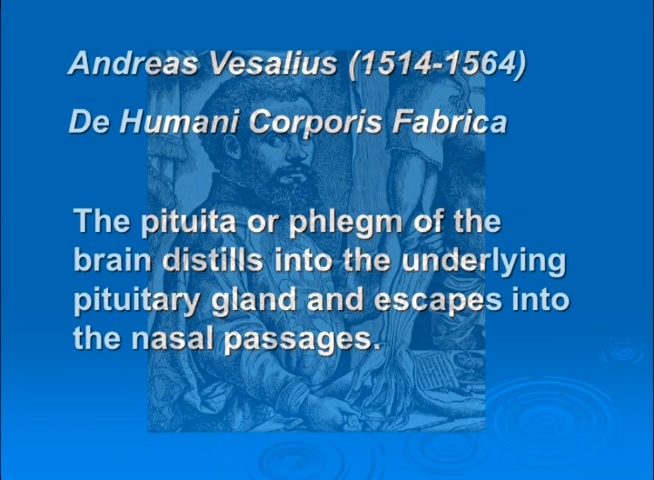 Andreas Vesalius (1514-1564)
De Humani Corporis Fabrica
The pituita or phlegm of the
brain distills into the underlying
pituitary gland and escapes into
the nasal passages.